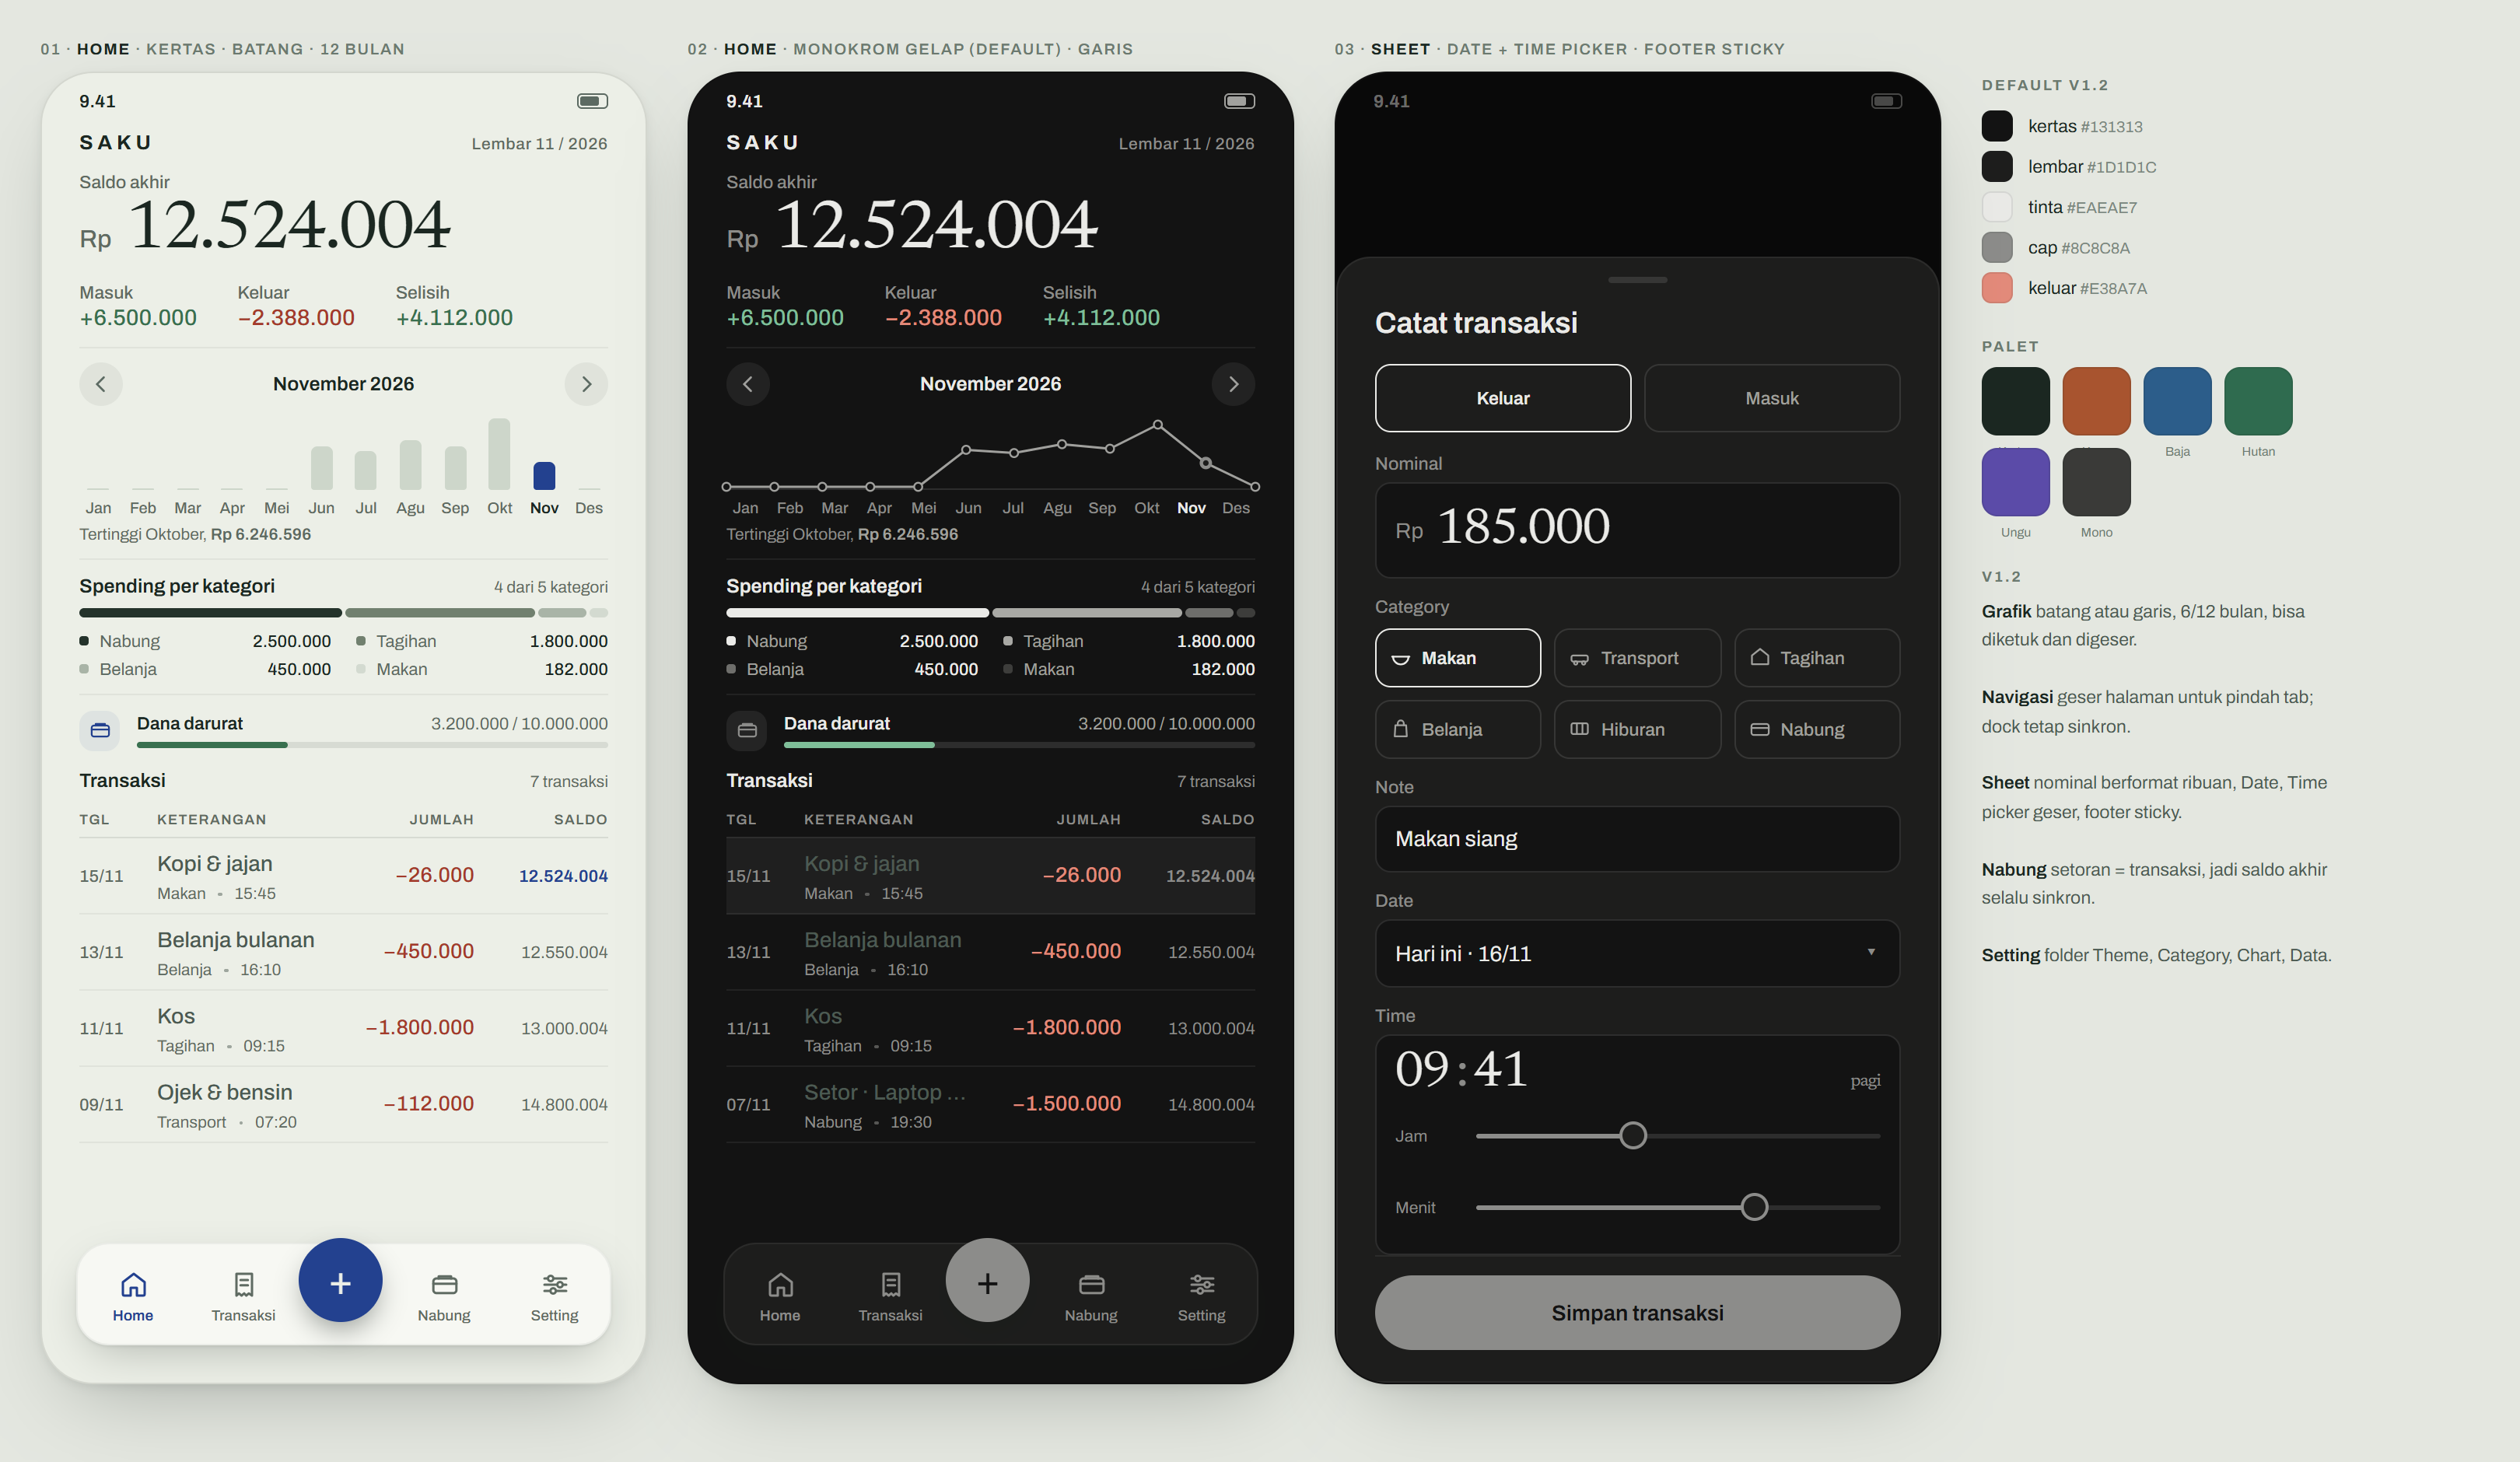 01 · HOME · KERTAS · BATANG · 12 BULAN
9.41
SAKU
Lembar 11 / 2026
Saldo akhir
Rp 12.524.004
Masuk Keluar Selisih
+6.500.000 −2.388.000 +4.112.000
November 2026
Jan Feb Mar Apr Mei Jun Jul Agu Sep Okt Nov Des
Tertinggi Oktober, Rp 6.246.596
Spending per kategori 4 dari 5 kategori
Nabung 2.500.000 Tagihan 1.800.000
Belanja 450.000 Makan 182.000
Dana darurat 3.200.000 / 10.000.000
Transaksi 7 transaksi
TGL KETERANGAN JUMLAH SALDO
15/11 Kopi & jajan −26.000 12.524.004
Makan • 15:45
13/11 Belanja bulanan −450.000 12.550.004
Belanja • 16:10
11/11 Kos −1.800.000 13.000.004
Tagihan • 09:15
09/11 Ojek & bensin −112.000 14.800.004
Transport • 07:20
+
Home Transaksi Nabung Setting
02 · HOME · MONOKROM GELAP (DEFAULT) · GARIS
9.41
SAKU
Lembar 11 / 2026
Saldo akhir
Rp 12.524.004
Masuk Keluar Selisih
+6.500.000 −2.388.000 +4.112.000
November 2026
Jan Feb Mar Apr Mei Jun Jul Agu Sep Okt Nov Des
Tertinggi Oktober, Rp 6.246.596
Spending per kategori 4 dari 5 kategori
Nabung 2.500.000 Tagihan 1.800.000
Belanja 450.000 Makan 182.000
Dana darurat 3.200.000 / 10.000.000
Transaksi 7 transaksi
TGL KETERANGAN JUMLAH SALDO
15/11 Kopi & jajan −26.000 12.524.004
Makan • 15:45
13/11 Belanja bulanan −450.000 12.550.004
Belanja • 16:10
11/11 Kos −1.800.000 13.000.004
Tagihan • 09:15
07/11 Setor · Laptop ... −1.500.000 14.800.004
Nabung • 19:30
+
Home Transaksi Nabung Setting
03 · SHEET · DATE + TIME PICKER · FOOTER STICKY
9.41
Catat transaksi
Keluar Masuk
Nominal
Rp 185.000
Category
Makan Transport Tagihan
Belanja Hiburan Nabung
Note
Makan siang
Date
Hari ini · 16/11
Time
09:41 pagi
Jam
Menit
Simpan transaksi
DEFAULT V1.2
kertas #131313
lembar #1D1D1C
tinta #EAEAE7
cap #8C8C8A
keluar #E38A7A
PALET
Baja Hutan
Ungu Mono
V1.2
Grafik batang atau garis, 6/12 bulan, bisa
diketuk dan digeser.
Navigasi geser halaman untuk pindah tab;
dock tetap sinkron.
Sheet nominal berformat ribuan, Date, Time
picker geser, footer sticky.
Nabung setoran = transaksi, jadi saldo akhir
selalu sinkron.
Setting folder Theme, Category, Chart, Data.